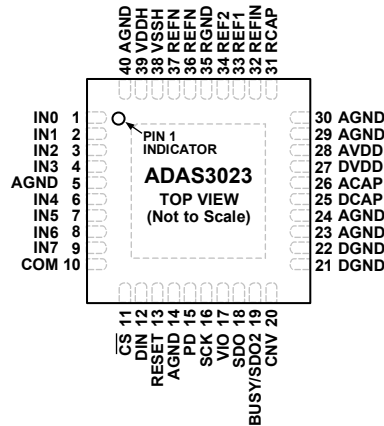 40 AGND
39 VDDH
38 VSSH
37 REFN
36 REFN
35 RGND
34 REF2
33 REF1
32 REFIN
31 RCAP
IN0 1
IN1 2
IN2 3
IN3 4
AGND 5
IN4 6
IN5 7
IN6 8
IN7 9
COM 10
PIN 1
INDICATOR
ADAS3023
TOP VIEW
(Not to Scale)
30 AGND
29 AGND
28 AVDD
27 DVDD
26 ACAP
25 DCAP
24 AGND
23 AGND
22 DGND
21 DGND
CS 11
DIN 12
RESET 13
AGND 14
PD 15
SCK 16
VIO 17
SDO 18
BUSY/SDO2 19
CNV 20